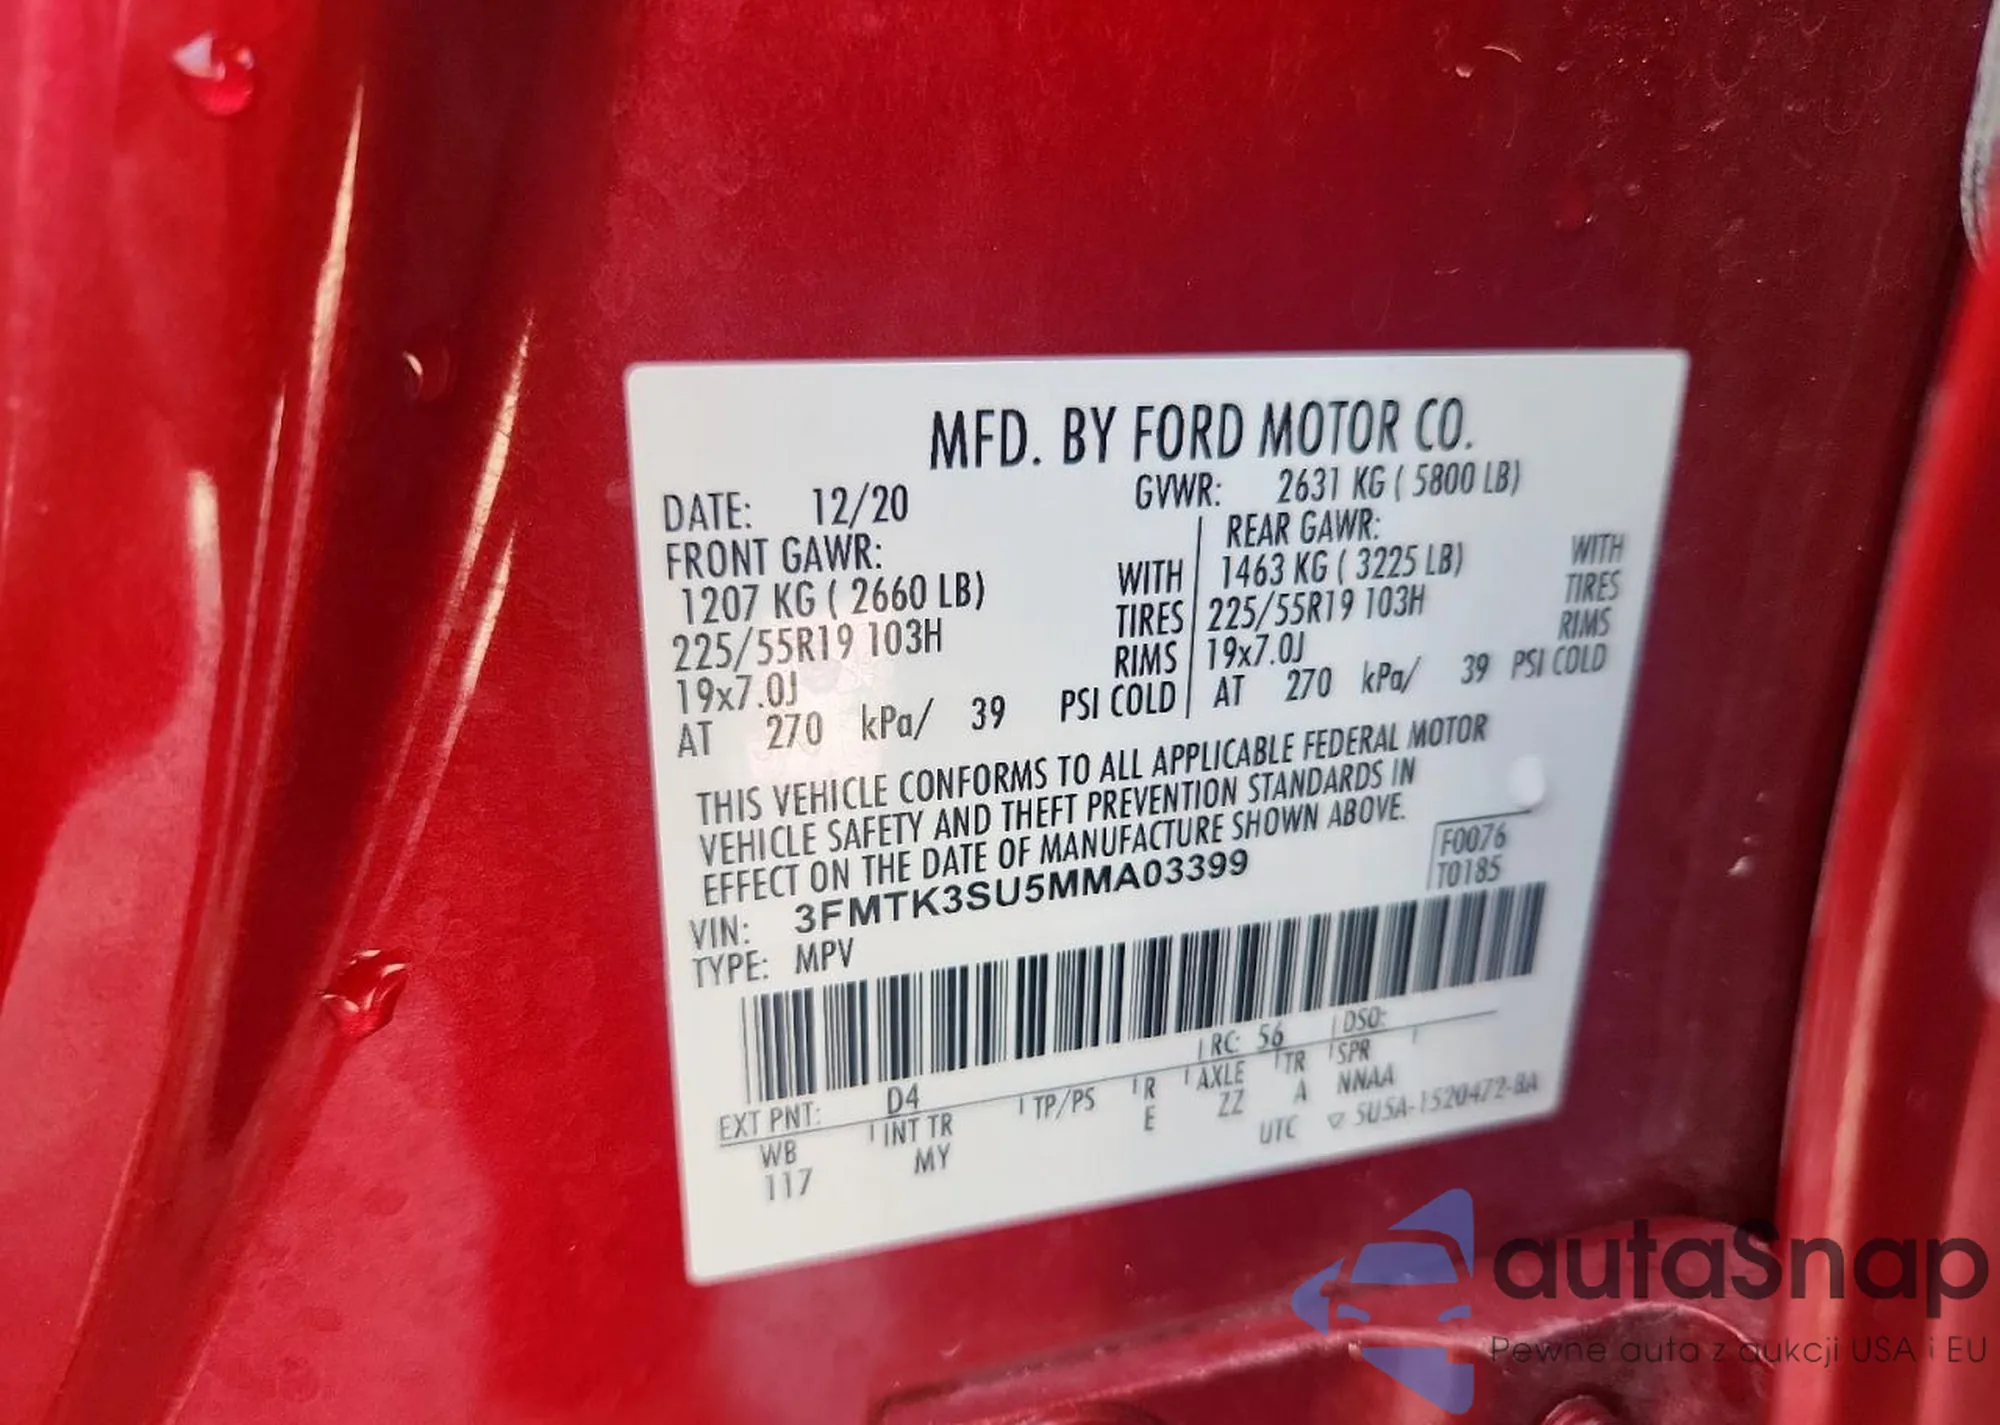 MFD. BY FORD MOTOR CO.
DATE: 12/20 GVWR: 2631 KG ( 5800 LB)
FRONT GAWR: REAR GAWR:
1207 KG ( 2660 LB) WITH 1463 KG ( 3225 LB) WITH
225/55R19 103H TIRES 225/55R19 103H TIRES
19x7.0J RIMS 19x7.0J RIMS
AT 270 kPa/ 39 PSI COLD AT 270 kPa/ 39 PSI COLD
THIS VEHICLE CONFORMS TO ALL APPLICABLE FEDERAL MOTOR
VEHICLE SAFETY AND THEFT PREVENTION STANDARDS IN
EFFECT ON THE DATE OF MANUFACTURE SHOWN ABOVE.
VIN: 3FMTK3SU5MMA03399 F0076
TYPE: MPV T0185
EXT PNT: D4 RC: 56 DSO:
WB INT TR TP/PS R AXLE TR SPR
117 MY E ZZ A NNAA
UTC ▽ SU5A-1520472-BA
autaSnap
Pewne auta z aukcji USA i EU